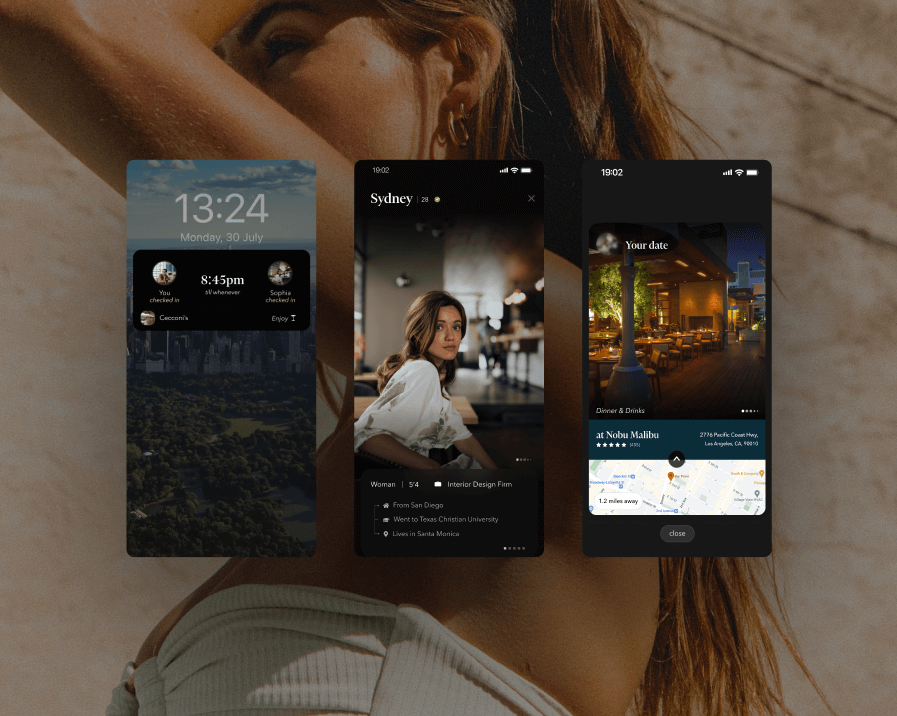 13:24
Monday, 30 July
You
checked in
8:45pm
till whenever
Sophia
checked in
Cecconi's
Enjoy
19:02
Sydney | 28
Woman | 5'4
Interior Design Firm
From San Diego
Went to Texas Christian University
Lives in Santa Monica
19:02
Your date
Dinner & Drinks
at Nobu Malibu
(495)
2776 Pacific Coast Hwy,
Los Angeles, CA, 90010
1.2 miles away
close